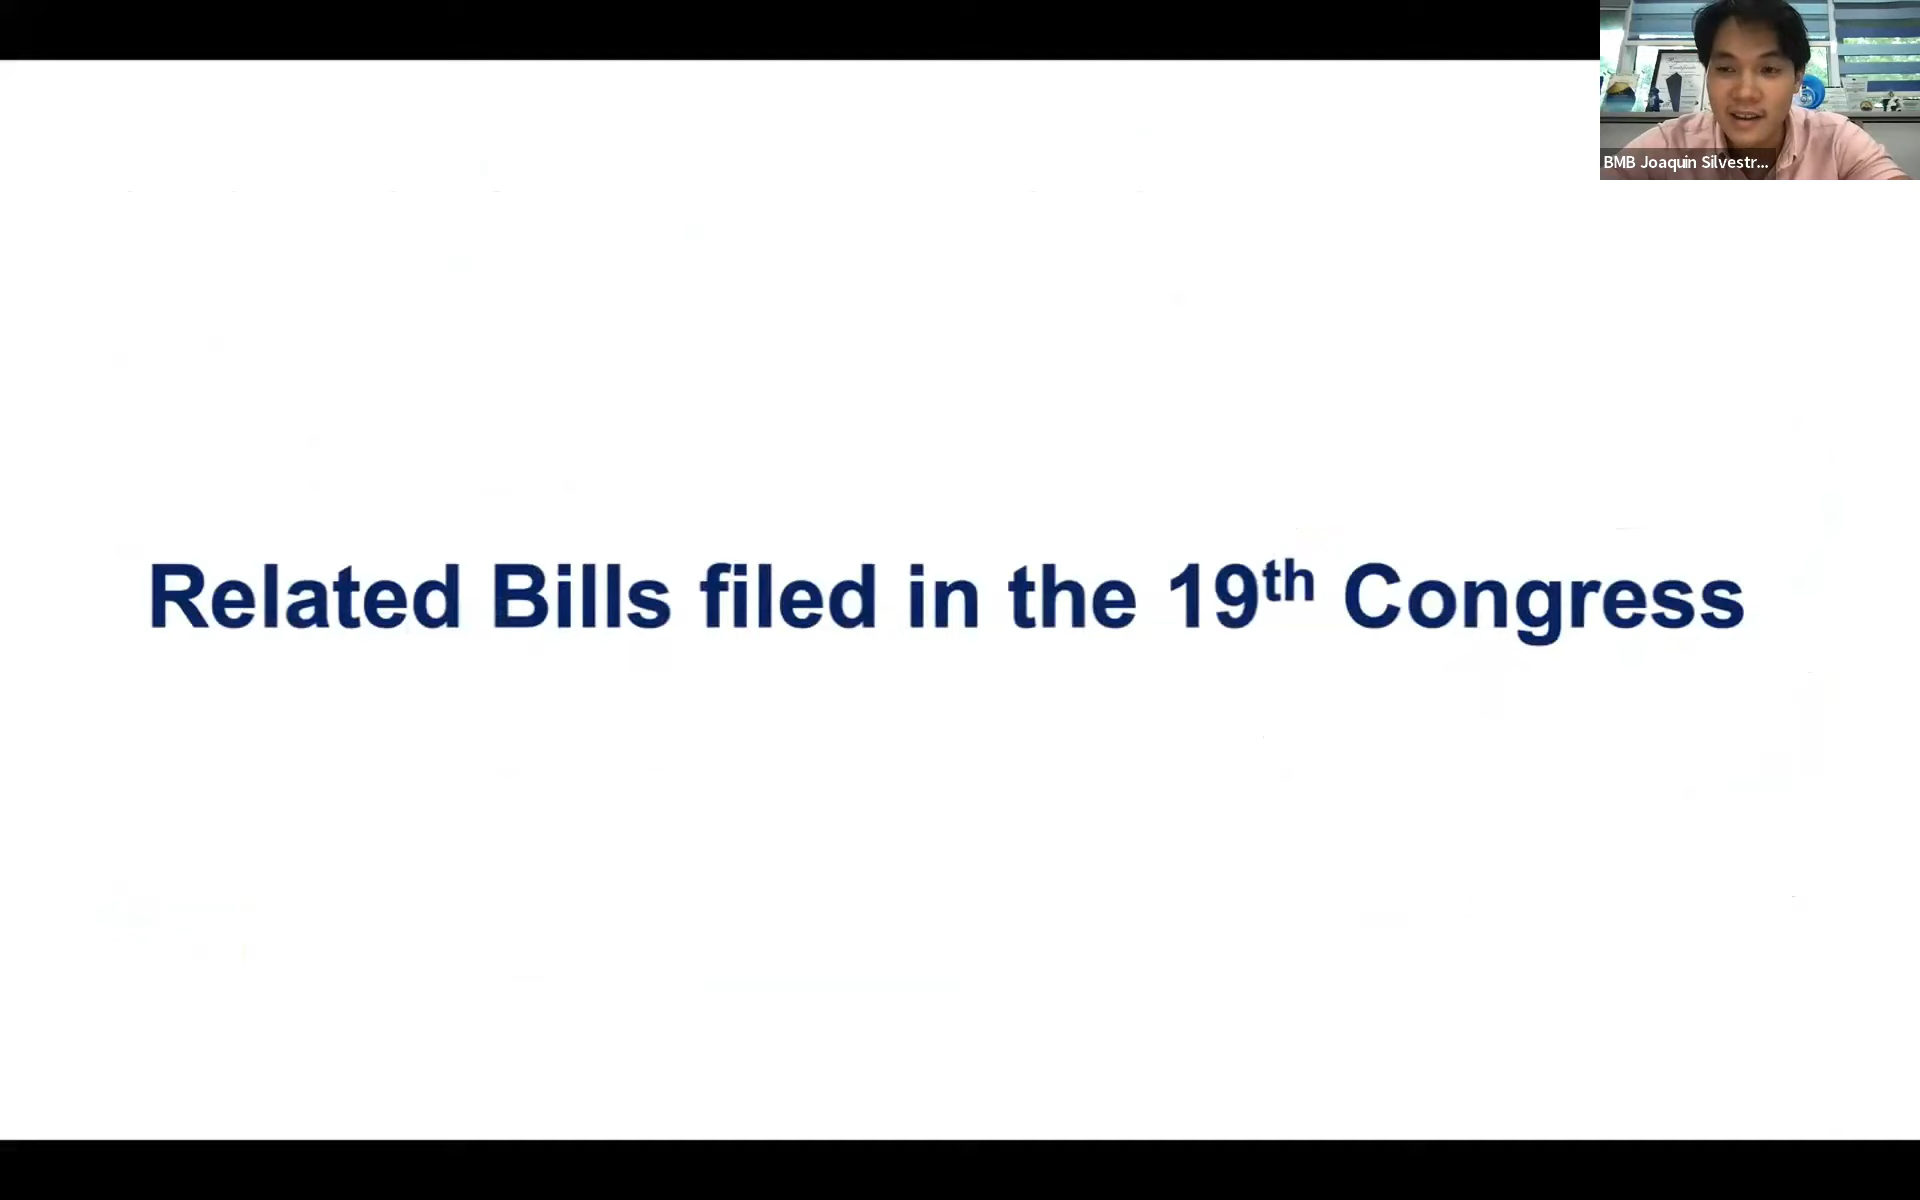 BMB Joaquin Silvestr...
Related Bills filed in the 19th Congress